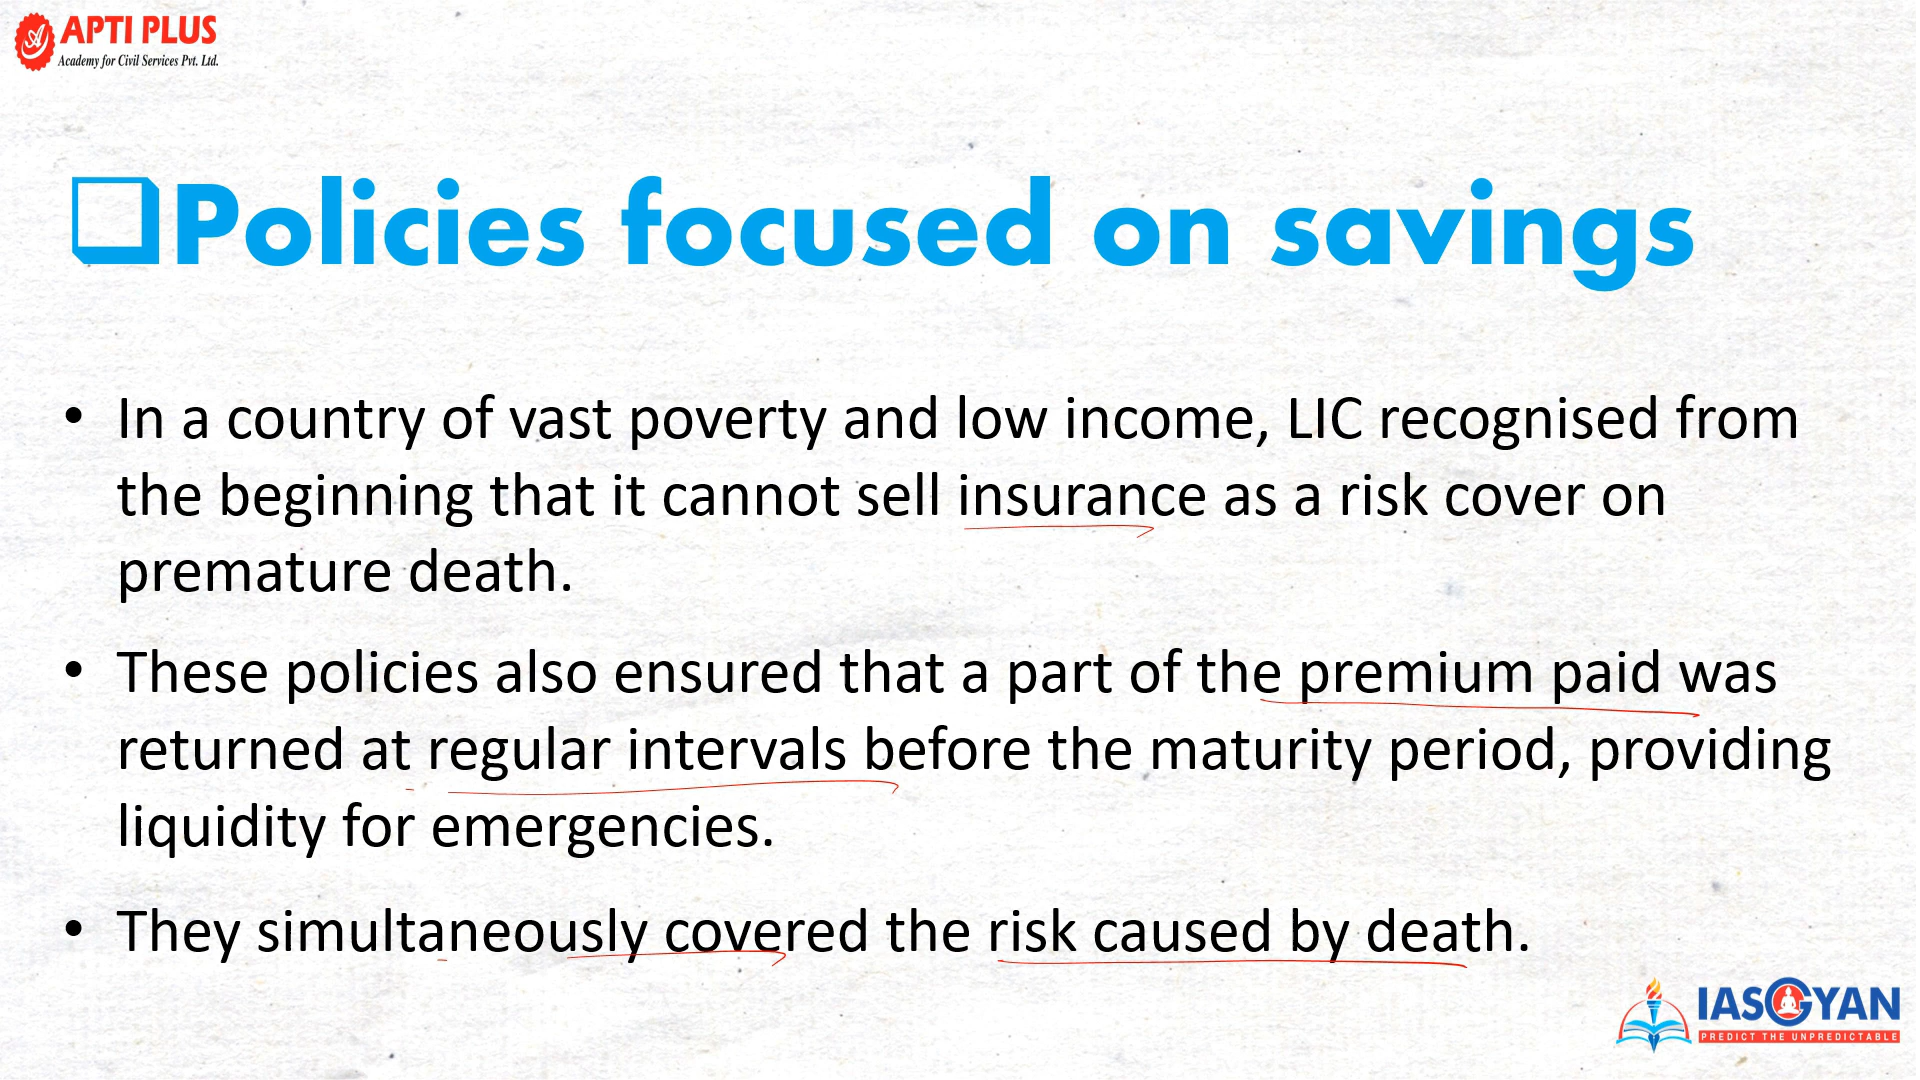 APTI PLUS
Academy for Civil Services Pvt. Ltd.
Policies focused on savings
• In a country of vast poverty and low income, LIC recognised from
the beginning that it cannot sell insurance as a risk cover on
premature death.
• These policies also ensured that a part of the premium paid was
returned at regular intervals before the maturity period, providing
liquidity for emergencies.
• They simultaneously covered the risk caused by death.
IASGYAN
PREDICT THE UNPREDICTABLE